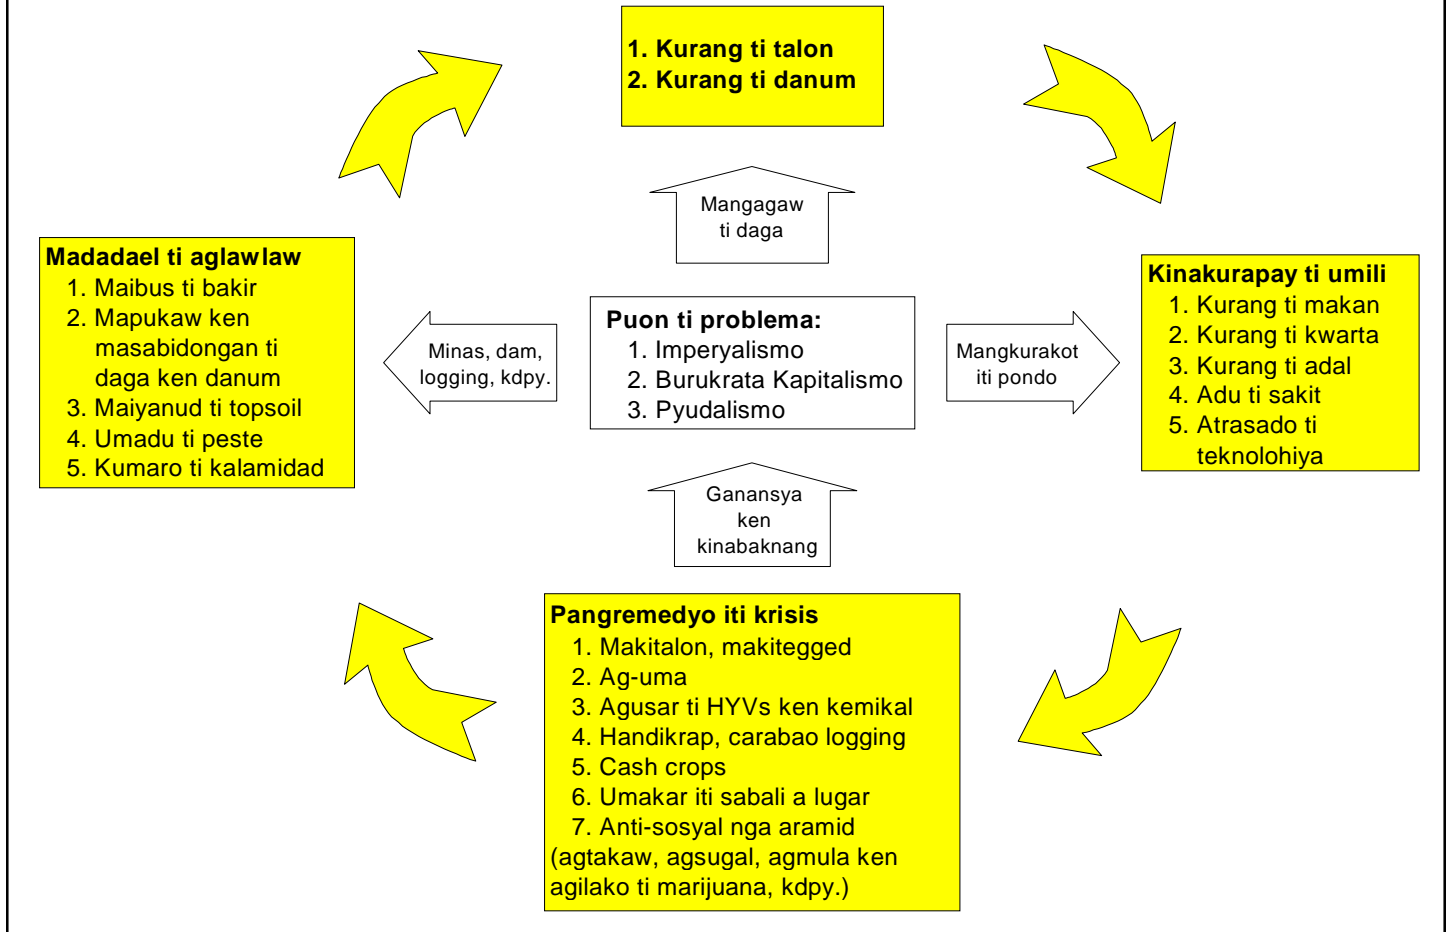 1. Kurang ti talon
2. Kurang ti danum
Mangagaw
ti daga
Madadael ti aglawlaw
1. Maibus ti bakir
2. Mapukaw ken
masabidongan ti
daga ken danum
3. Maiyanud ti topsoil
4. Umadu ti peste
5. Kumaro ti kalamidad
Minas, dam,
logging, kdpy.
Puon ti problema:
1. Imperyalismo
2. Burukrata Kapitalismo
3. Pyudalismo
Mangkurakot
iti pondo
Kinakurapay ti umili
1. Kurang ti makan
2. Kurang ti kwarta
3. Kurang ti adal
4. Adu ti sakit
5. Atrasado ti
teknolohiya
Ganansya
ken
kinabaknang
Pangremedyo iti krisis
1. Makitalon, makitegged
2. Ag-uma
3. Agusar ti HYVs ken kemikal
4. Handikrap, carabao logging
5. Cash crops
6. Umakar iti sabali a lugar
7. Anti-sosyal nga aramid
(agtakaw, agsugal, agmula ken
agilako ti marijuana, kdpy.)